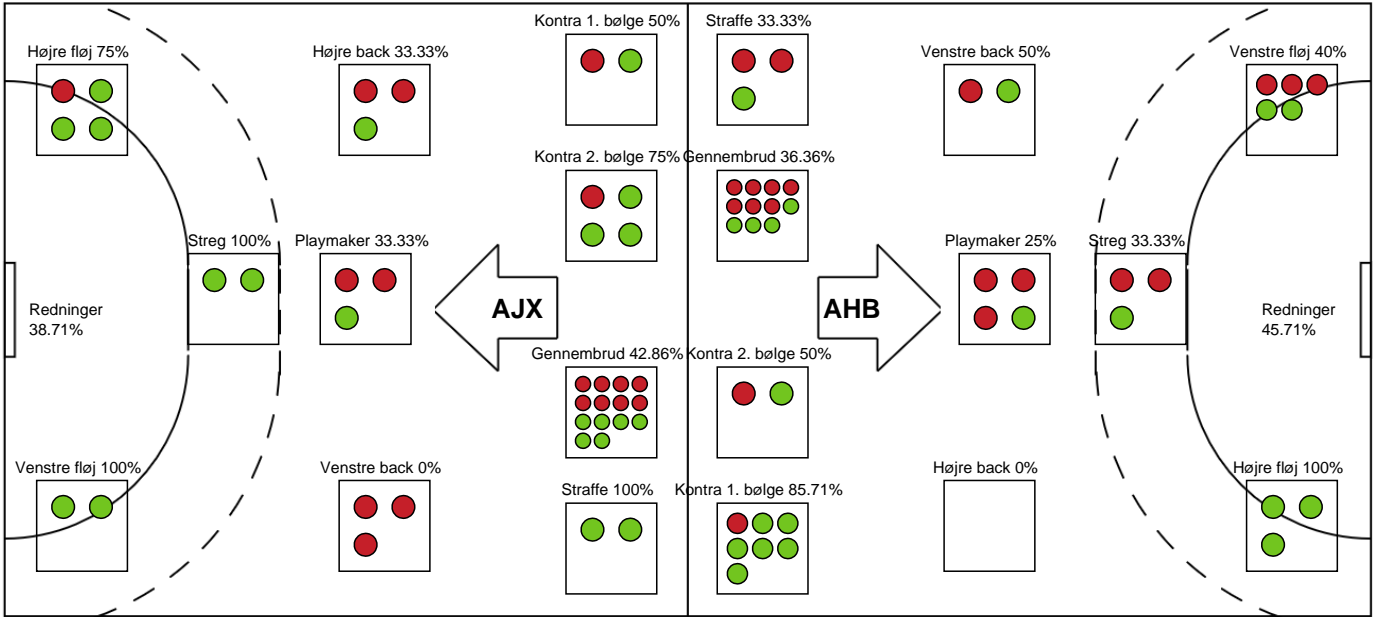 Kontra 1. bølge 50%
Straffe 33.33%
Højre fløj 75%
Højre back 33.33%
Venstre back 50%
Venstre fløj 40%
Kontra 2. bølge 75%
Gennembrud 36.36%
Streg 100%
Playmaker 33.33%
Playmaker 25%
Streg 33.33%
Redninger
38.71%
AJX
AHB
Redninger
45.71%
Gennembrud 42.86%
Kontra 2. bølge 50%
Venstre fløj 100%
Venstre back 0%
Straffe 100%
Kontra 1. bølge 85.71%
Højre back 0%
Højre fløj 100%